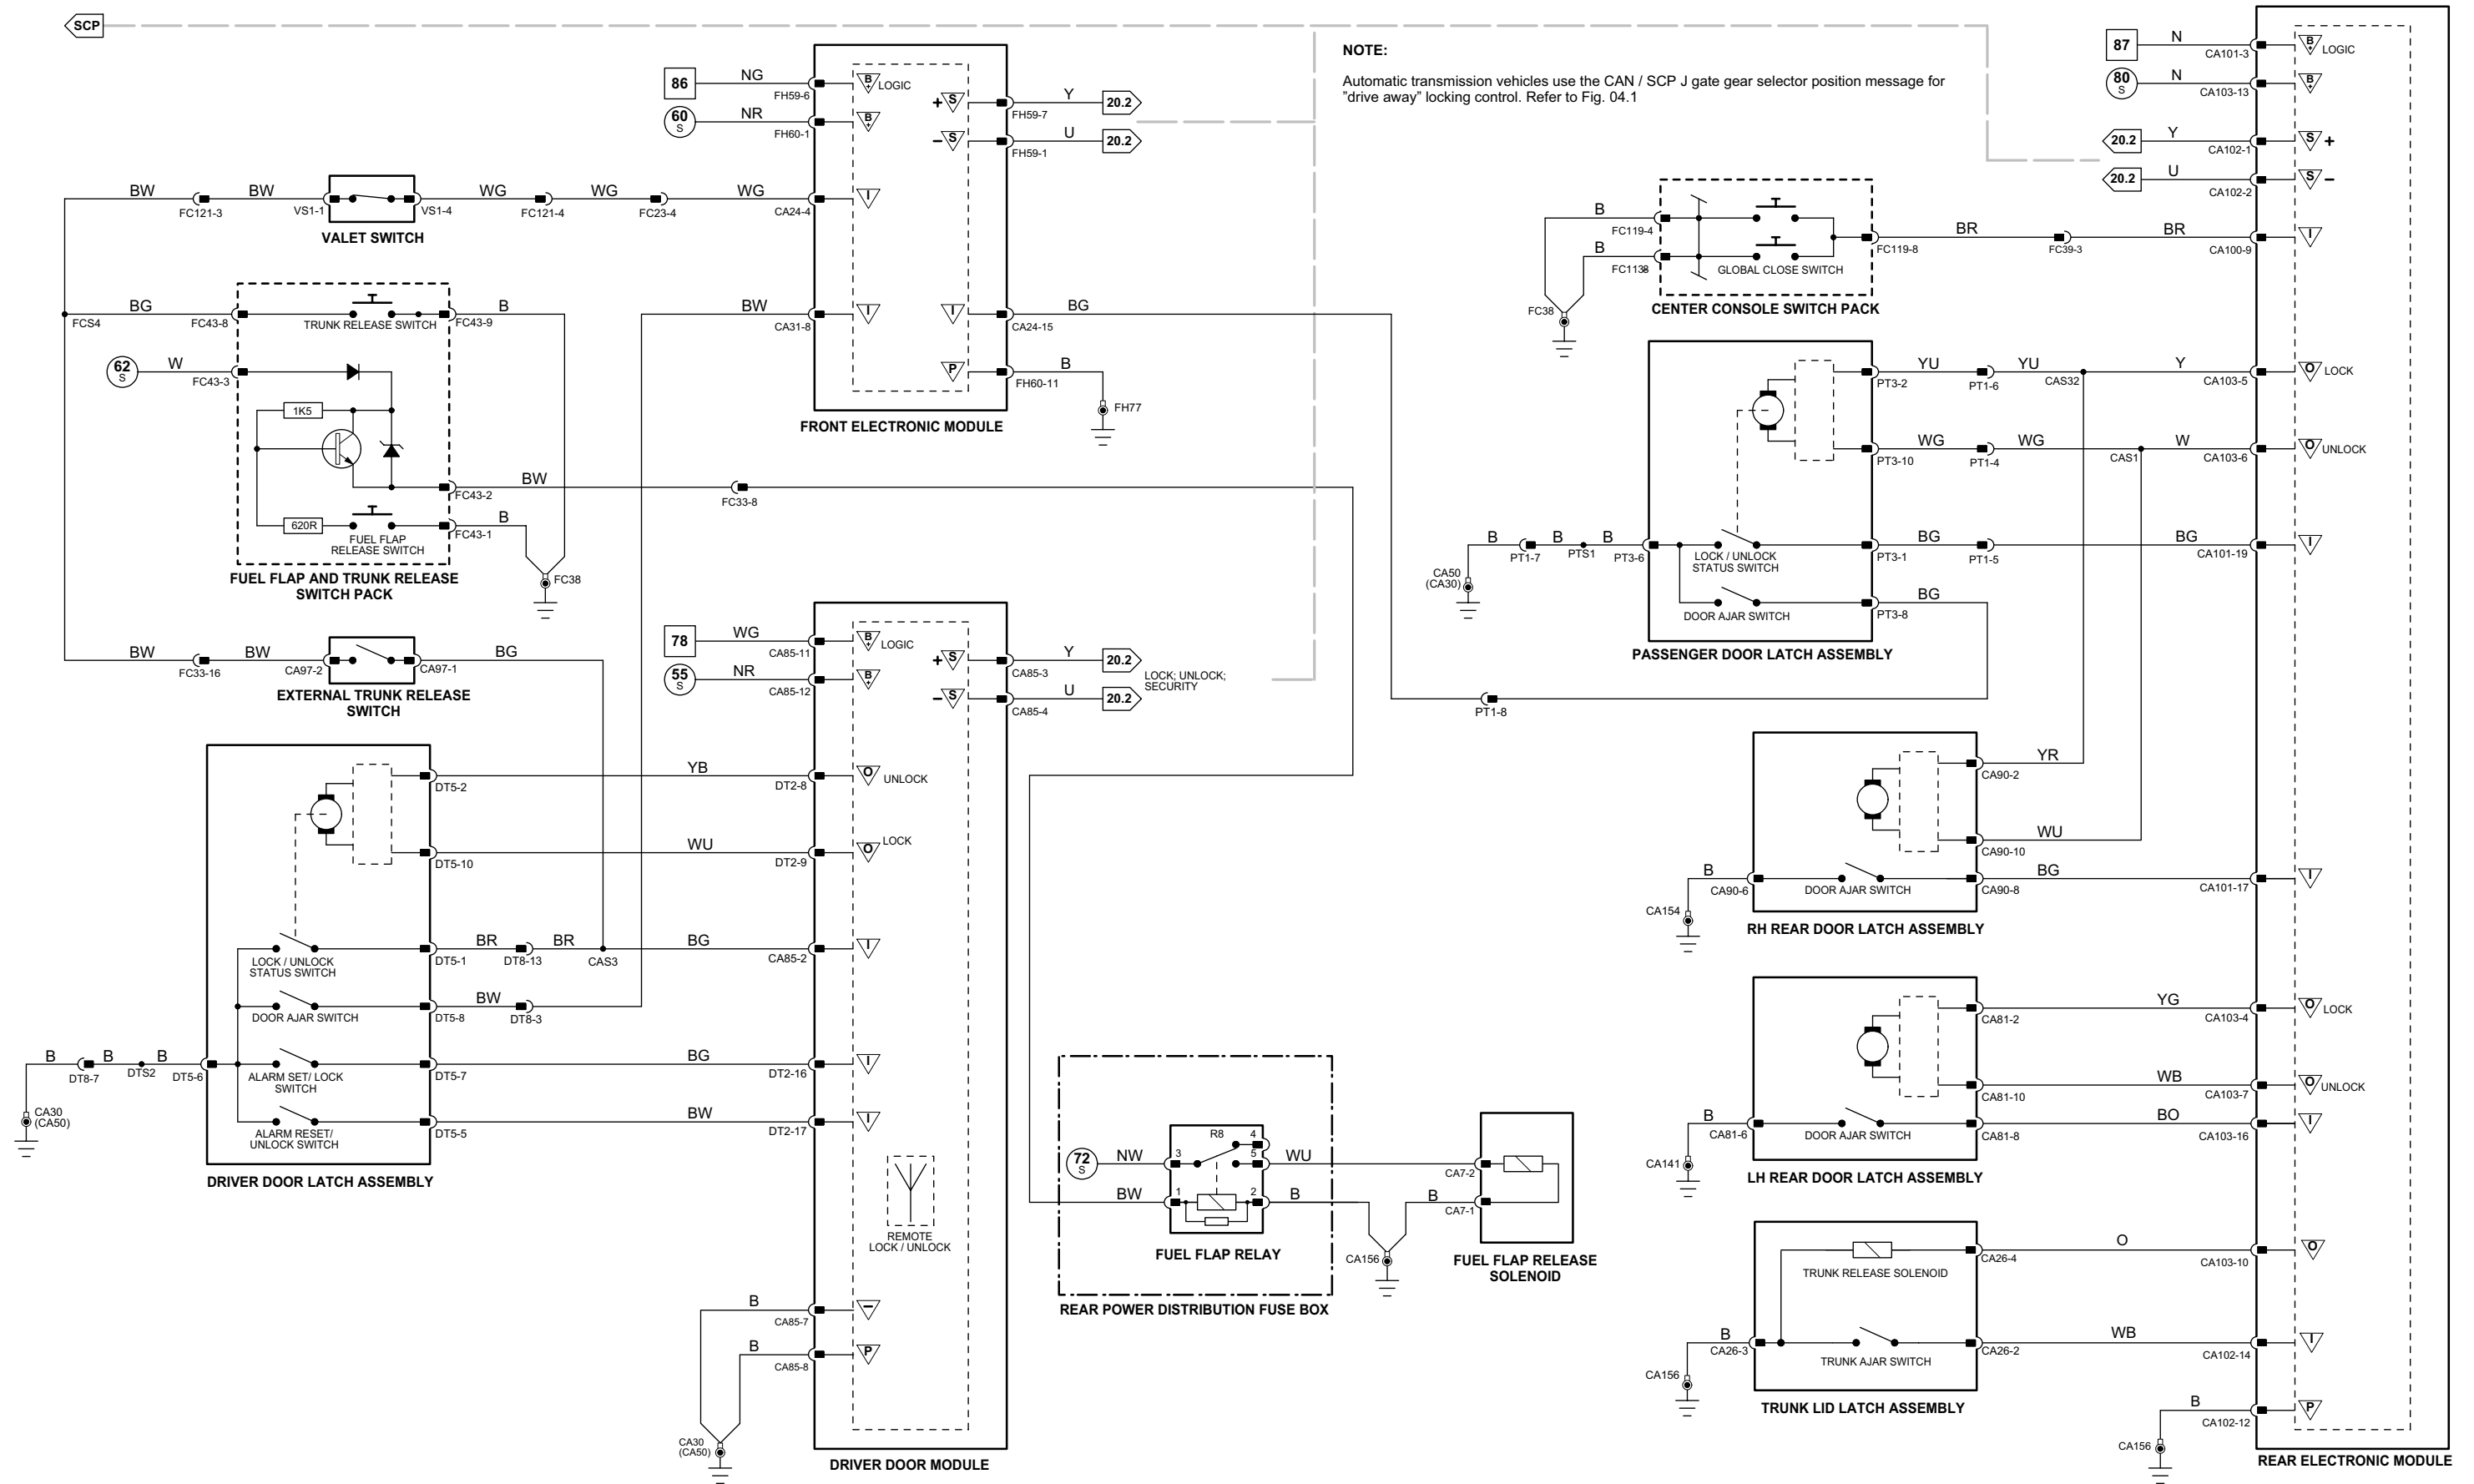 SCP
NOTE:
Automatic transmission vehicles use the CAN / SCP J gate gear selector position message for
”drive away” locking control. Refer to Fig. 04.1
86
NG
FH59-6
B+
LOGIC
60
S
NR
FH60-1
B+
+
S
FH59-7
Y
20.2
−
S
FH59-1
U
20.2
BW
FC121-3
BW
VS1-1
VS1-4
WG
FC121-4
WG
FC23-4
WG
CA24-4
I
VALET SWITCH
FCS4
BG
FC43-8
TRUNK RELEASE SWITCH
FC43-9
B
62
S
W
FC43-3
1K5
FC43-2
BW
FC33-8
620R
FUEL FLAP
RELEASE SWITCH
FC43-1
B
FC38
FUEL FLAP AND TRUNK RELEASE
SWITCH PACK
BW
CA31-8
I
I
CA24-15
BG
P
FH60-11
B
FH77
FRONT ELECTRONIC MODULE
BW
FC33-16
BW
CA97-2
CA97-1
BG
EXTERNAL TRUNK RELEASE
SWITCH
78
WG
CA85-11
B+
LOGIC
55
S
NR
CA85-12
B+
+
S
CA85-3
Y
20.2
−
S
CA85-4
U
20.2
LOCK; UNLOCK;
SECURITY
DT5-2
YB
DT2-8
O
UNLOCK
DT5-10
WU
DT2-9
O
LOCK
LOCK / UNLOCK
STATUS SWITCH
DT5-1
BR
DT8-13
BR
CAS3
BG
CA85-2
I
DOOR AJAR SWITCH
DT5-8
BW
DT8-3
B
DT8-7
B
DTS2
B
DT5-6
CA30
(CA50)
ALARM SET/ LOCK
SWITCH
DT5-7
BG
DT2-16
I
ALARM RESET/
UNLOCK SWITCH
DT5-5
BW
DT2-17
I
DRIVER DOOR LATCH ASSEMBLY
REMOTE
LOCK / UNLOCK
B
CA85-7
−
B
CA85-8
P
CA30
(CA50)
DRIVER DOOR MODULE
72
S
NW
3
R8
4
5
WU
CA7-2
BW
1
2
B
B
CA7-1
CA156
FUEL FLAP RELAY
REAR POWER DISTRIBUTION FUSE BOX
FUEL FLAP RELEASE
SOLENOID
B
FC119-4
B
FC38
GLOBAL CLOSE SWITCH
FC119-8
BR
FC39-3
BR
CA100-9
I
CENTER CONSOLE SWITCH PACK
87
N
CA101-3
B+
LOGIC
80
S
N
CA103-13
B+
20.2
Y
CA102-1
S
+
20.2
U
CA102-2
S
−
PT3-2
YU
PT1-6
YU
CAS32
Y
CA103-5
O
LOCK
PT3-10
WG
PT1-4
WG
CAS1
W
CA103-6
O
UNLOCK
CA50
(CA30)
B
PT1-7
B
PTS1
B
PT3-6
LOCK / UNLOCK
STATUS SWITCH
PT3-1
BG
PT1-5
BG
CA101-19
I
DOOR AJAR SWITCH
PT3-8
BG
PASSENGER DOOR LATCH ASSEMBLY
PT1-8
CA90-2
YR
CA90-10
WU
B
CA90-6
CA154
DOOR AJAR SWITCH
CA90-8
BG
CA101-17
I
RH REAR DOOR LATCH ASSEMBLY
CA81-2
YG
CA103-4
O
LOCK
CA81-10
WB
CA103-7
O
UNLOCK
B
CA81-6
CA141
DOOR AJAR SWITCH
CA81-8
BO
CA103-16
I
LH REAR DOOR LATCH ASSEMBLY
TRUNK RELEASE SOLENOID
CA26-4
O
CA103-10
O
B
CA26-3
CA156
TRUNK AJAR SWITCH
CA26-2
WB
CA102-14
I
TRUNK LID LATCH ASSEMBLY
B
CA102-12
P
CA156
REAR ELECTRONIC MODULE